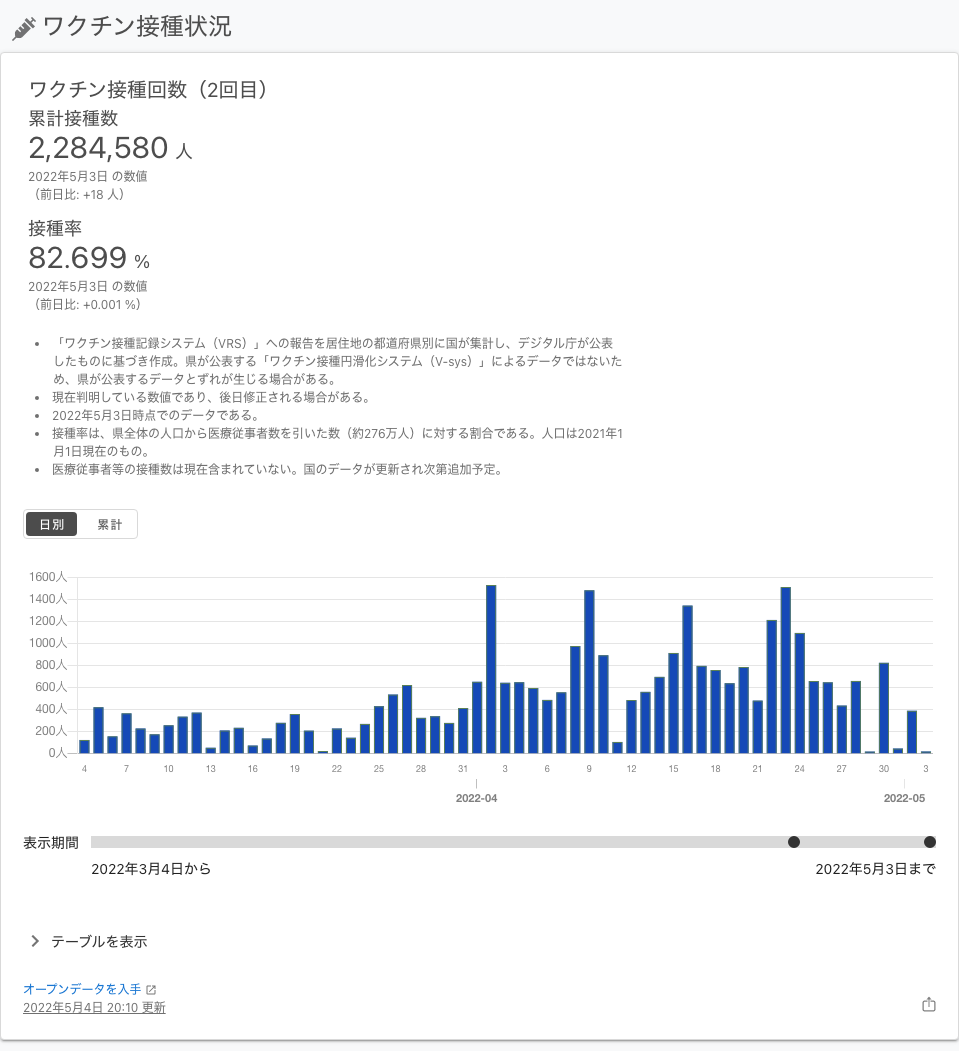 ワクチン接種状況
ワクチン接種回数（2回目）
累計接種数
2,284,580 人
2022年5月3日 の数値
（前日比: +18 人）
接種率
82.699 %
2022年5月3日 の数値
（前日比: +0.001 %）
• 「ワクチン接種記録システム（VRS）」への報告を居住地の都道府県別に国が集計し、デジタル庁が公表
したものに基づき作成。県が公表する「ワクチン接種円滑化システム（V-sys）」によるデータではないた
め、県が公表するデータとずれが生じる場合がある。
• 現在判明している数値であり、後日修正される場合がある。
• 2022年5月3日時点でのデータである。
• 接種率は、県全体の人口から医療従事者数を引いた数（約276万人）に対する割合である。人口は2021年1
月1日現在のもの。
• 医療従事者等の接種数は現在含まれていない。国のデータが更新され次第追加予定。
日別 累計
1600人
1400人
1200人
1000人
800人
600人
400人
200人
0人
4 7 10 13 16 19 22 25 28 31 3 6 9 12 15 18 21 24 27 30 3
2022-04 2022-05
表示期間
2022年3月4日から 2022年5月3日まで
テーブルを表示
オープンデータを入手
2022年5月4日 20:10 更新